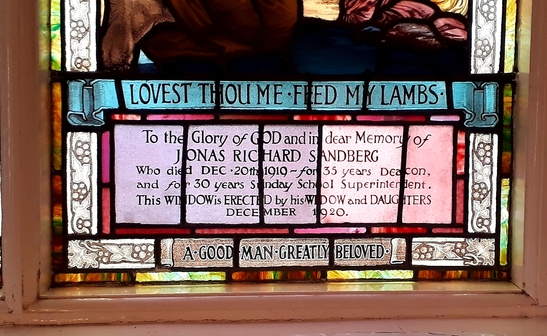 LOVEST THOU ME · FEED MY LAMBS ·
To the Glory of GOD and in dear Memory of
JONAS RICHARD SANDBERG
Who died DEC · 20th 1919 – for 35 years Deacon,
and for 30 years Sunday School Superintendent.
This WINDOW is ERECTED by his WIDOW and DAUGHTERS
DECEMBER 1920.
· A · GOOD · MAN · GREATLY · BELOVED ·